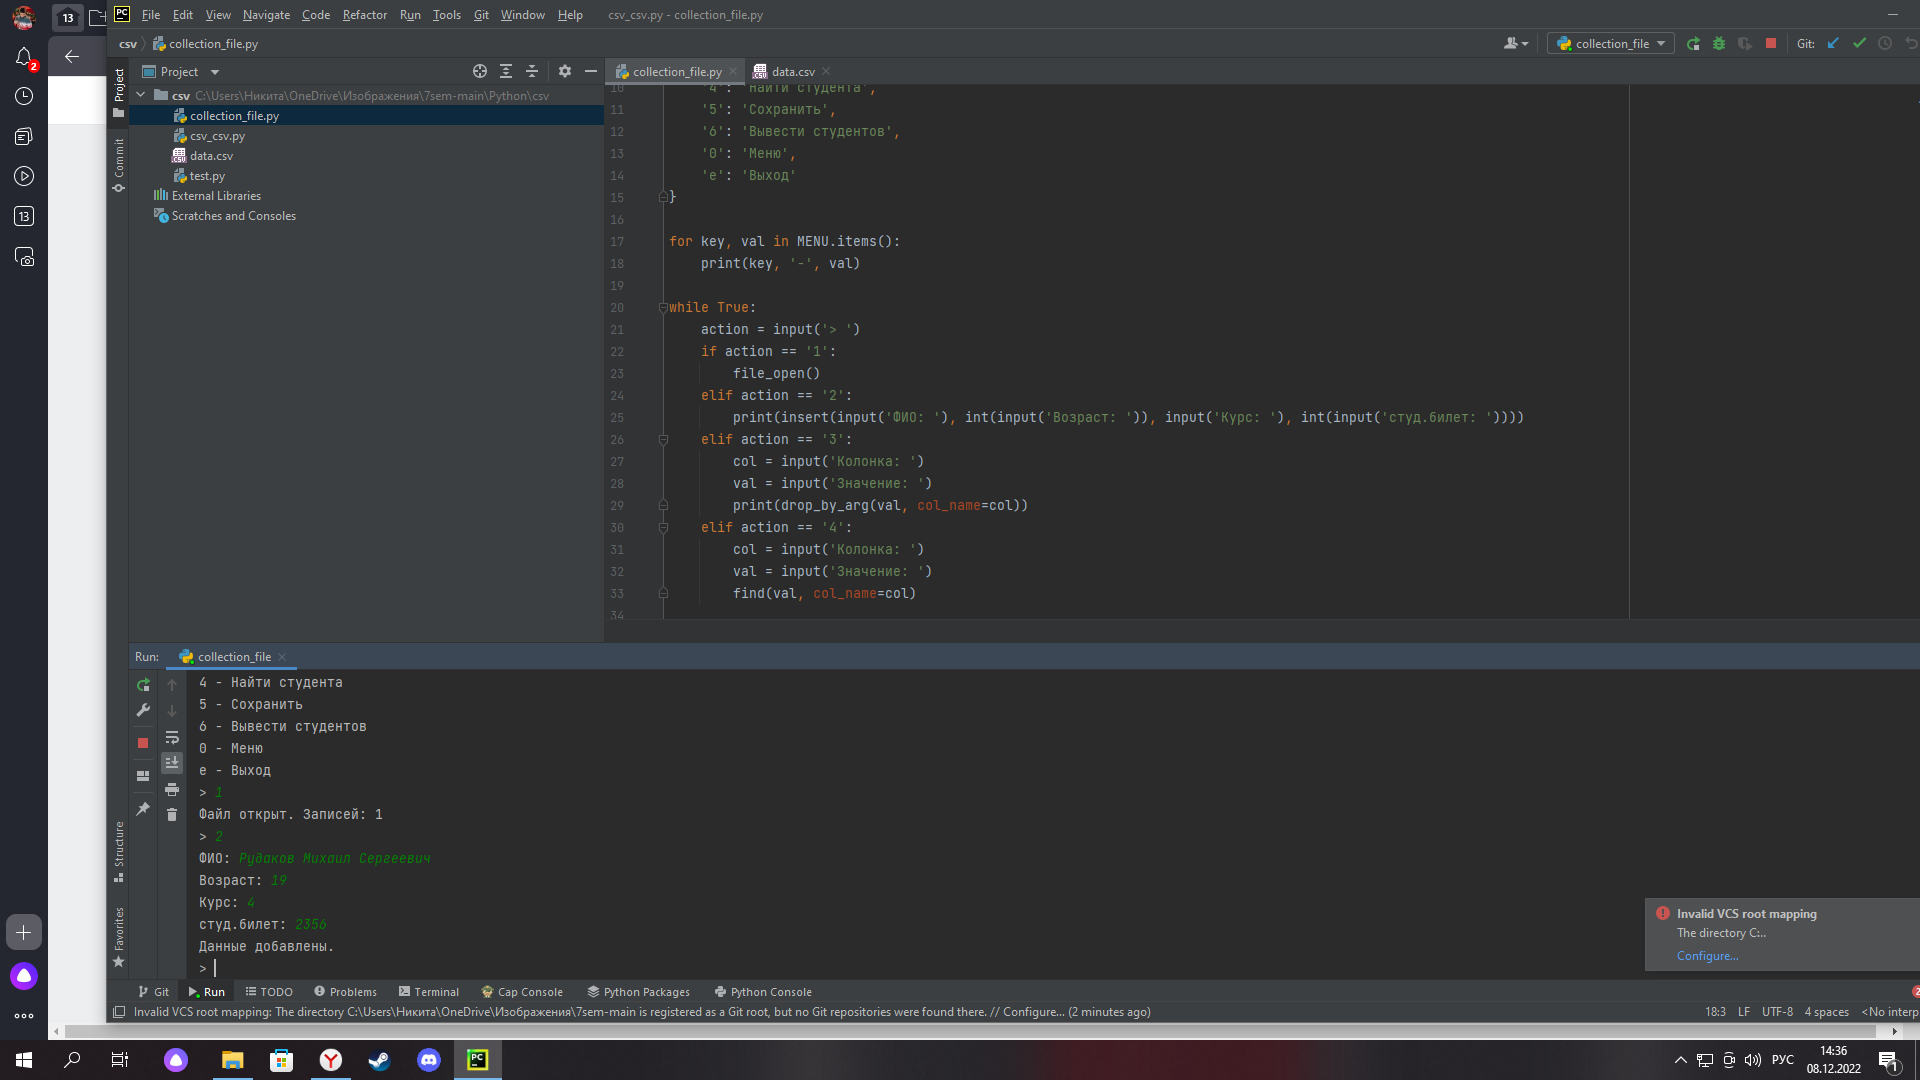 13
PC File Edit View Navigate Code Refactor Run Tools Git Window Help csv_csv.py - collection_file.py
2
csv collection_file.py
collection_file Git:
Project
collection_file.py data.csv
csv C:\Users\Никита\OneDrive\Изображения\7sem-main\Python\csv
collection_file.py
csv_csv.py
data.csv
test.py
External Libraries
Scratches and Consoles
13
Project
Commit
Structure
Favorites
10 '4': 'Найти студента',
11 '5': 'Сохранить',
12 '6': 'Вывести студентов',
13 '0': 'Меню',
14 'e': 'Выход'
15 }
16
17 for key, val in MENU.items():
18 print(key, '-', val)
19
20 while True:
21 action = input('> ')
22 if action == '1':
23 file_open()
24 elif action == '2':
25 print(insert(input('ФИО: '), int(input('Возраст: ')), input('Курс: '), int(input('студ.билет: '))))
26 elif action == '3':
27 col = input('Колонка: ')
28 val = input('Значение: ')
29 print(drop_by_arg(val, col_name=col))
30 elif action == '4':
31 col = input('Колонка: ')
32 val = input('Значение: ')
33 find(val, col_name=col)
34
Run: collection_file
4 - Найти студента
5 - Сохранить
6 - Вывести студентов
0 - Меню
e - Выход
> 1
Файл открыт. Записей: 1
> 2
ФИО: Рудаков Михаил Сергеевич
Возраст: 19
Курс: 4
студ.билет: 2356
Данные добавлены.
>
Invalid VCS root mapping
The directory C:..
Configure...
Git Run TODO Problems Terminal Cap Console Python Packages Python Console
Invalid VCS root mapping: The directory C:\Users\Никита\OneDrive\Изображения\7sem-main is registered as a Git root, but no Git repositories were found there. // Configure... (2 minutes ago)
18:3 LF UTF-8 4 spaces <No interp
PC
РУС
14:36
08.12.2022
1